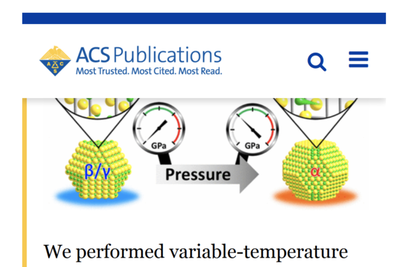 ACS Publications
Most Trusted. Most Cited. Most Read.
GPa
GPa
β/γ
Pressure
α
We performed variable-temperature